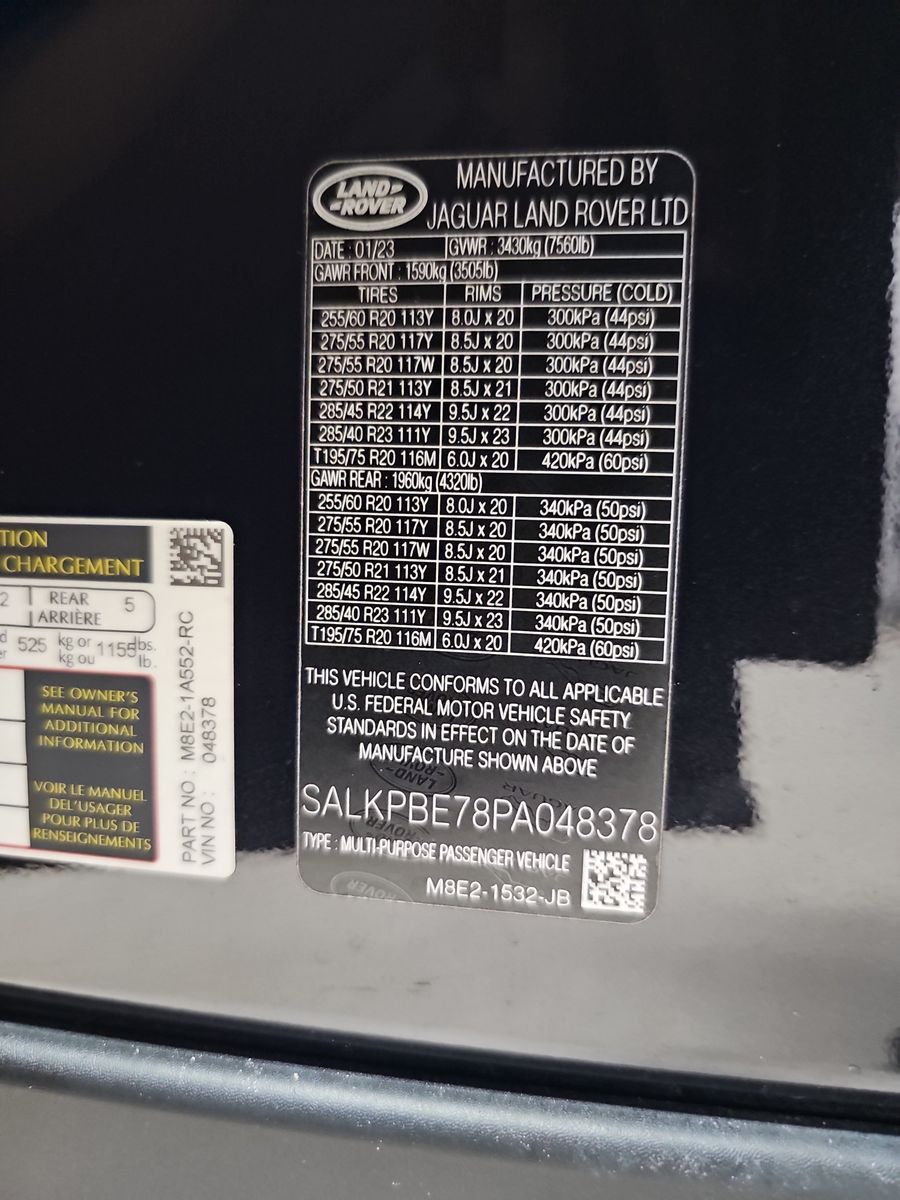 LAND-
-ROVER
MANUFACTURED BY
JAGUAR LAND ROVER LTD
DATE : 01/23 GVWR : 3430kg (7560lb)
GAWR FRONT : 1590kg (3505lb)
TIRES RIMS PRESSURE (COLD)
255/60 R20 113Y 8.0J x 20 300kPa (44psi)
275/55 R20 117Y 8.5J x 20 300kPa (44psi)
275/55 R20 117W 8.5J x 20 300kPa (44psi)
275/50 R21 113Y 8.5J x 21 300kPa (44psi)
285/45 R22 114Y 9.5J x 22 300kPa (44psi)
285/40 R23 111Y 9.5J x 23 300kPa (44psi)
T195/75 R20 116M 6.0J x 20 420kPa (60psi)
GAWR REAR : 1960kg (4320lb)
255/60 R20 113Y 8.0J x 20 340kPa (50psi)
275/55 R20 117Y 8.5J x 20 340kPa (50psi)
275/55 R20 117W 8.5J x 20 340kPa (50psi)
275/50 R21 113Y 8.5J x 21 340kPa (50psi)
285/45 R22 114Y 9.5J x 22 340kPa (50psi)
285/40 R23 111Y 9.5J x 23 340kPa (50psi)
T195/75 R20 116M 6.0J x 20 420kPa (60psi)
THIS VEHICLE CONFORMS TO ALL APPLICABLE
U.S. FEDERAL MOTOR VEHICLE SAFETY
STANDARDS IN EFFECT ON THE DATE OF
MANUFACTURE SHOWN ABOVE
SALKPBE78PA048378
TYPE : MULTI-PURPOSE PASSENGER VEHICLE
M8E2-1532-JB
TION
CHARGEMENT
2 REAR 5
ARRIÈRE
525 kg or 1155 lbs.
kg ou lb.
SEE OWNER'S
MANUAL FOR
ADDITIONAL
INFORMATION
VOIR LE MANUEL
DEL'USAGER
POUR PLUS DE
RENSEIGNEMENTS
PART NO : M8E2-1A552-RC
VIN NO : 048378